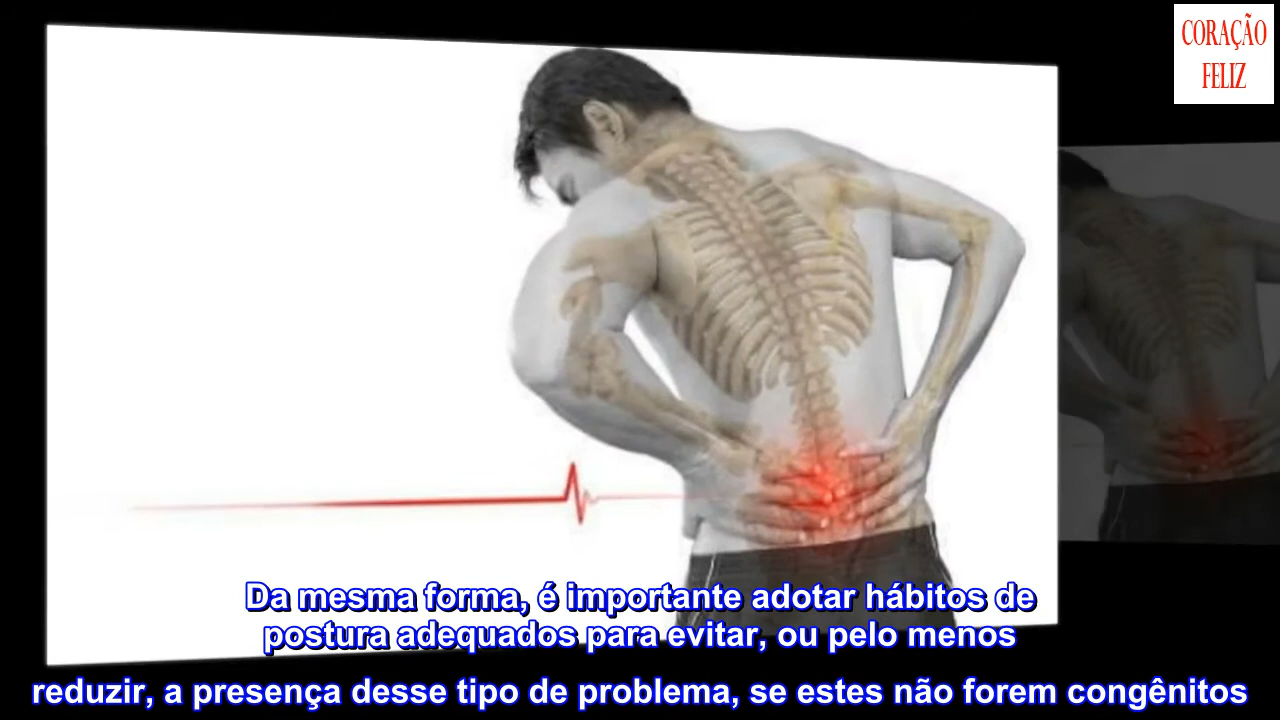 CORAÇÃO
FELIZ
Da mesma forma, é importante adotar hábitos de
postura adequados para evitar, ou pelo menos
reduzir, a presença desse tipo de problema, se estes não forem congênitos